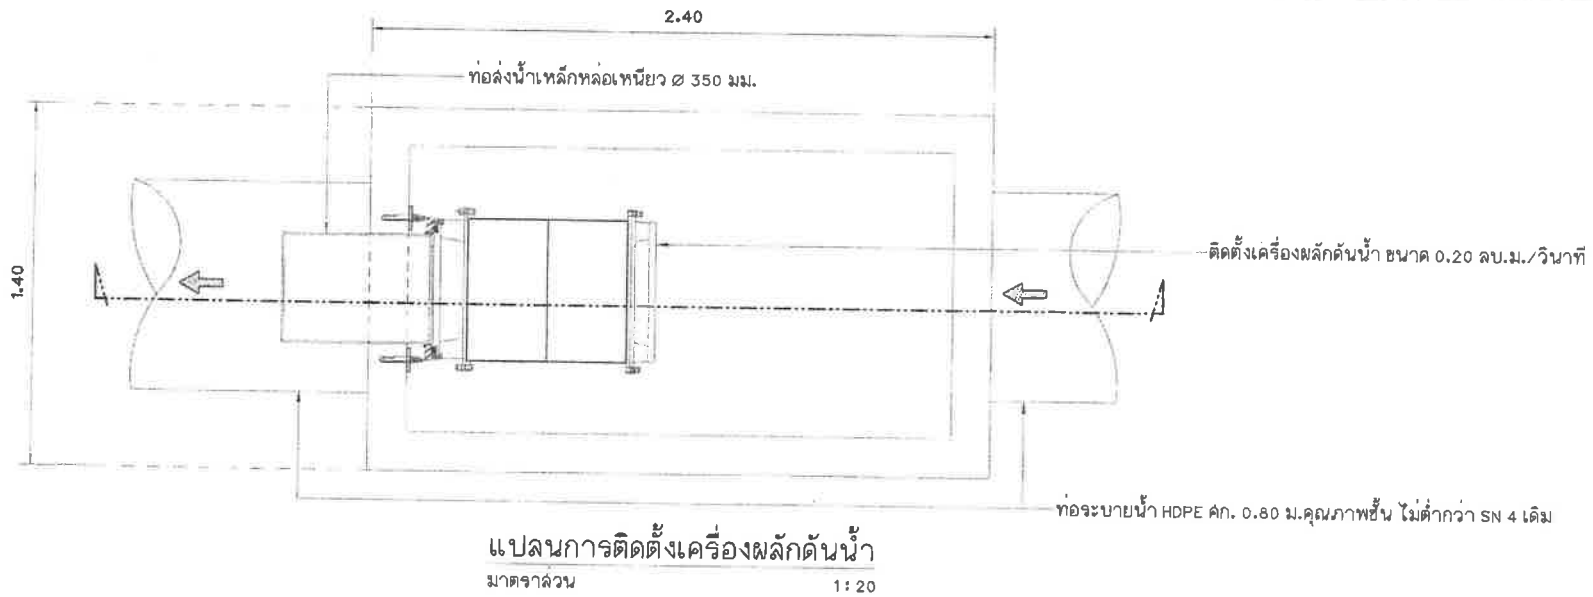 2.40
ท่อส่งน้ำเหล็กหล่อเหนียว Ø 350 มม.
1.40
ติดตั้งเครื่องผลักดันน้ำ ขนาด 0.20 ลบ.ม./วินาที
ท่อระบายน้ำ HDPE ศก. 0.80 ม.คุณภาพชั้น ไม่ต่ำกว่า SN 4 เดิม
แปลนการติดตั้งเครื่องผลักดันน้ำ
มาตราส่วน 1:20